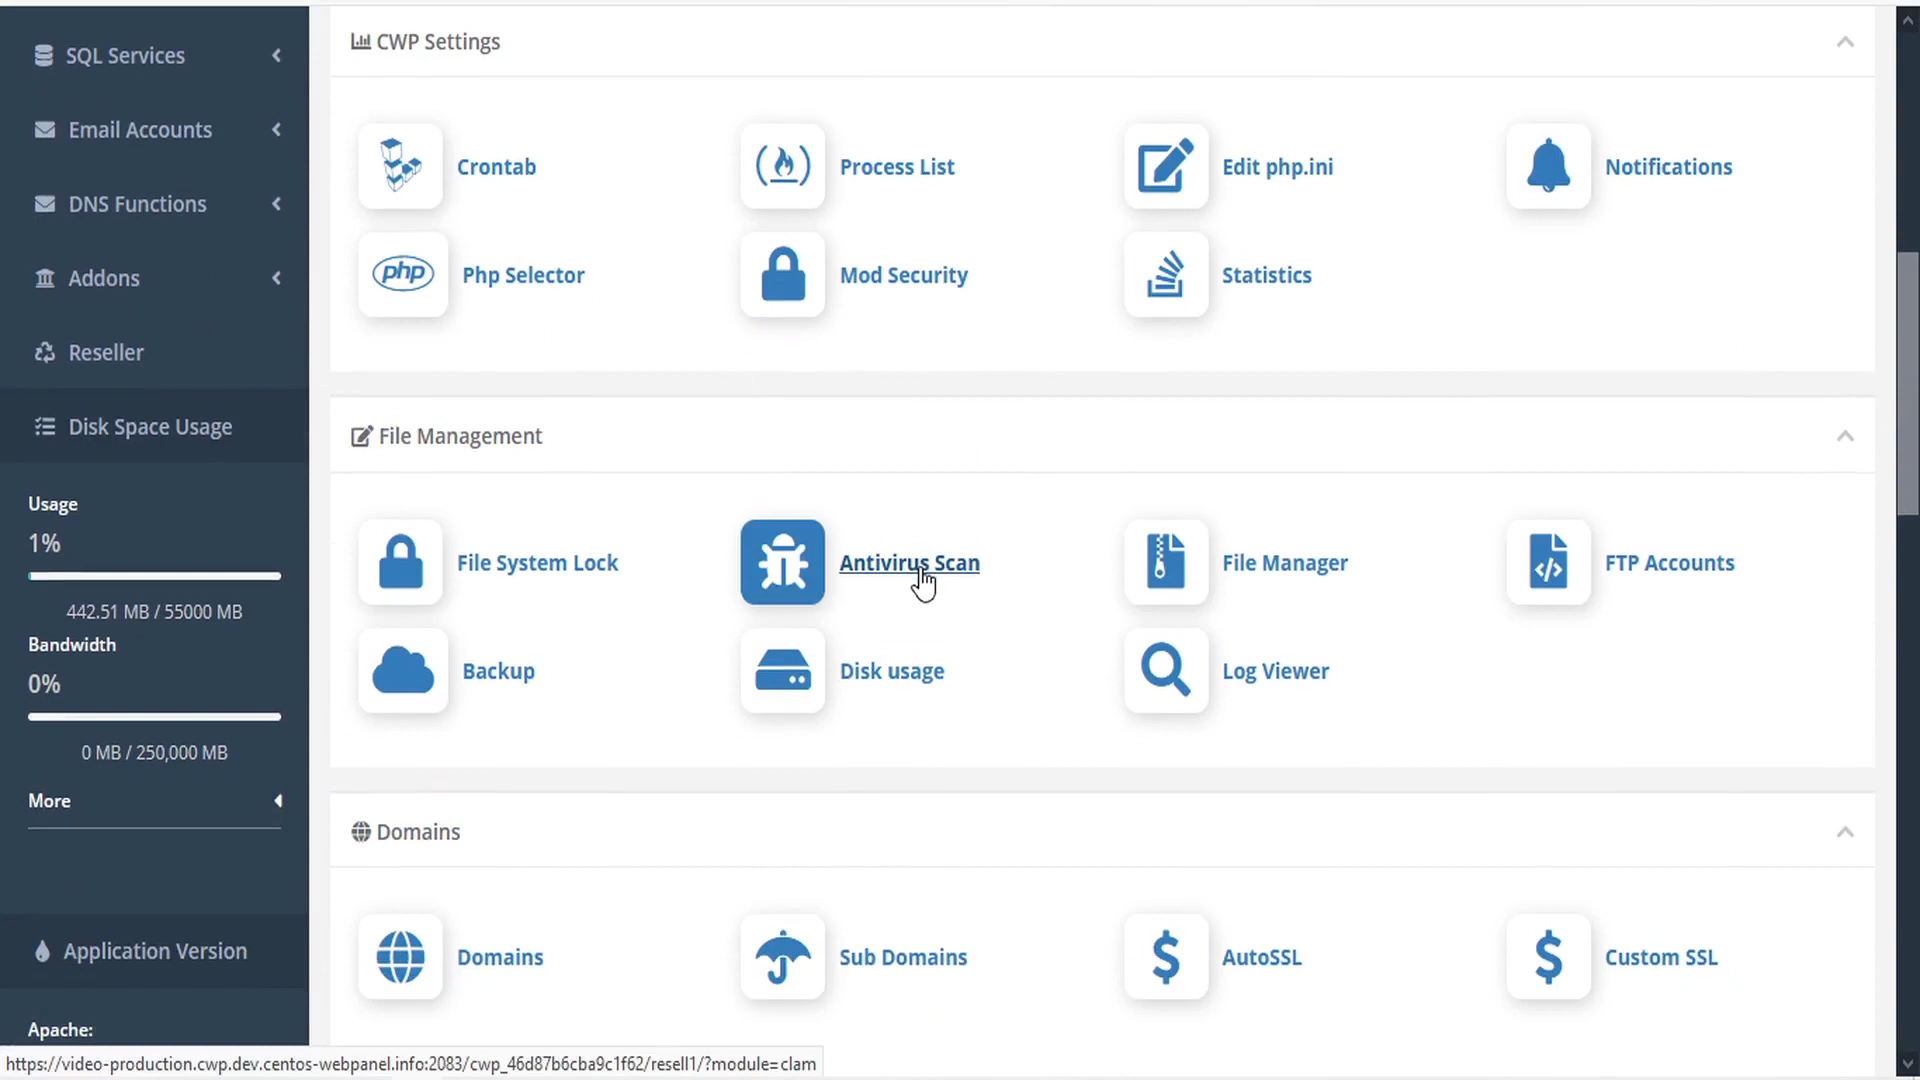 SQL Services
Email Accounts
DNS Functions
Addons
Reseller
Disk Space Usage
Usage
1%
442.51 MB / 55000 MB
Bandwidth
0%
0 MB / 250,000 MB
More
Application Version
Apache:
CWP Settings
Crontab
Process List
Edit php.ini
Notifications
php
Php Selector
Mod Security
Statistics
File Management
File System Lock
Antivirus Scan
File Manager
FTP Accounts
Backup
Disk usage
Log Viewer
Domains
Domains
Sub Domains
AutoSSL
Custom SSL
https://video-production.cwp.dev.centos-webpanel.info:2083/cwp_46d87b6cba9c1f62/resell1/?module=clam